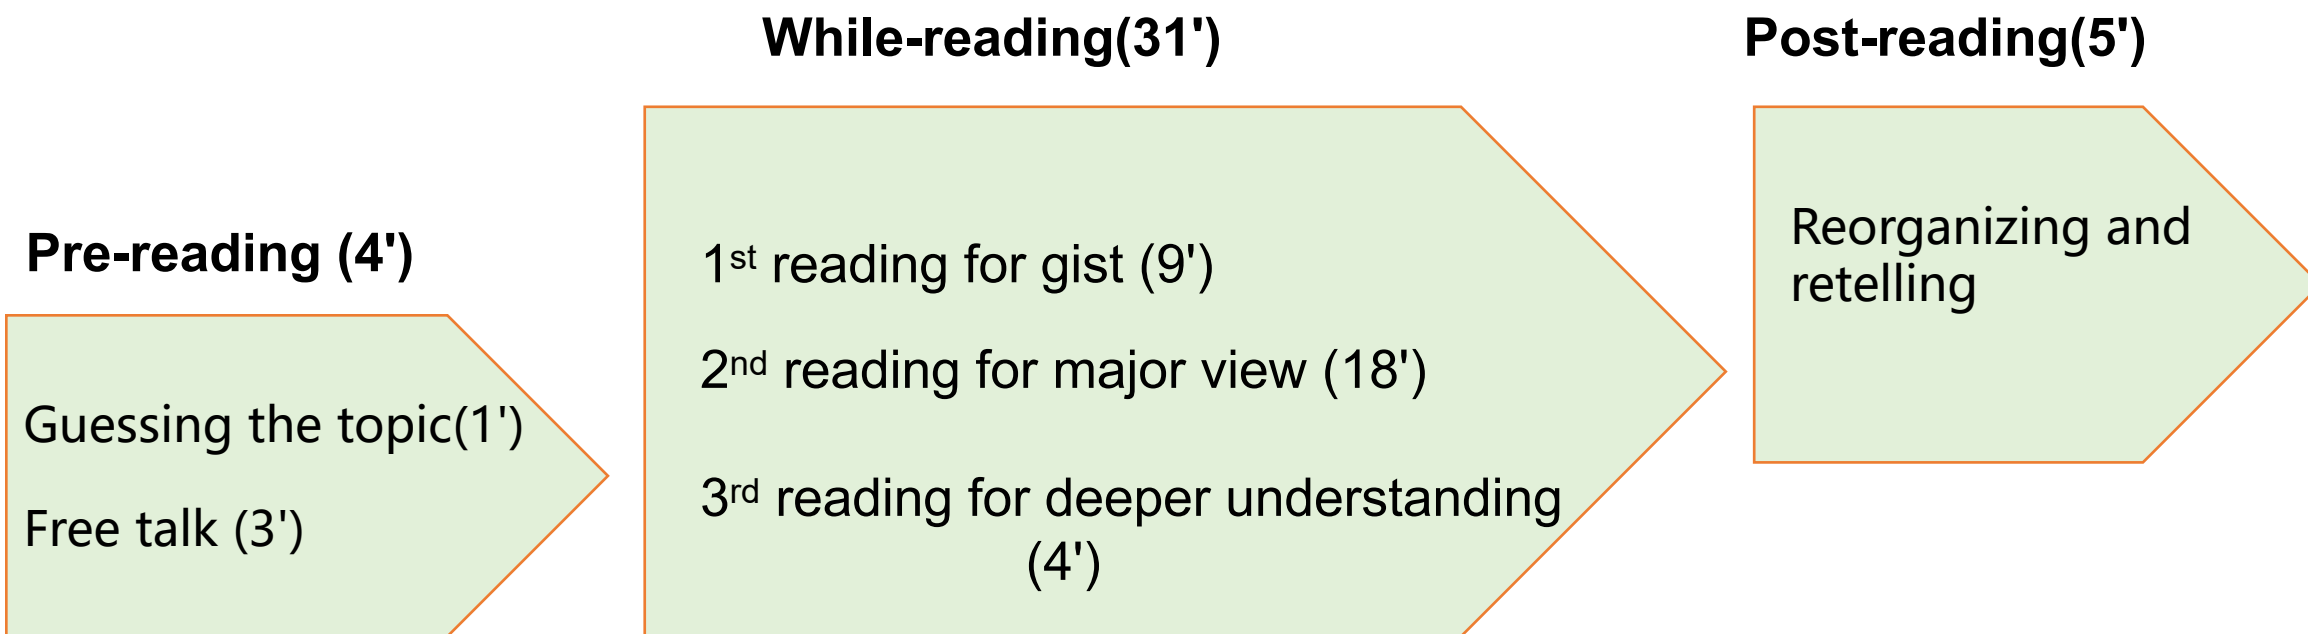 Pre-reading (4')
Guessing the topic(1')
Free talk (3')
While-reading(31')
1st reading for gist (9')
2nd reading for major view (18')
3rd reading for deeper understanding
(4')
Post-reading(5')
Reorganizing and
retelling